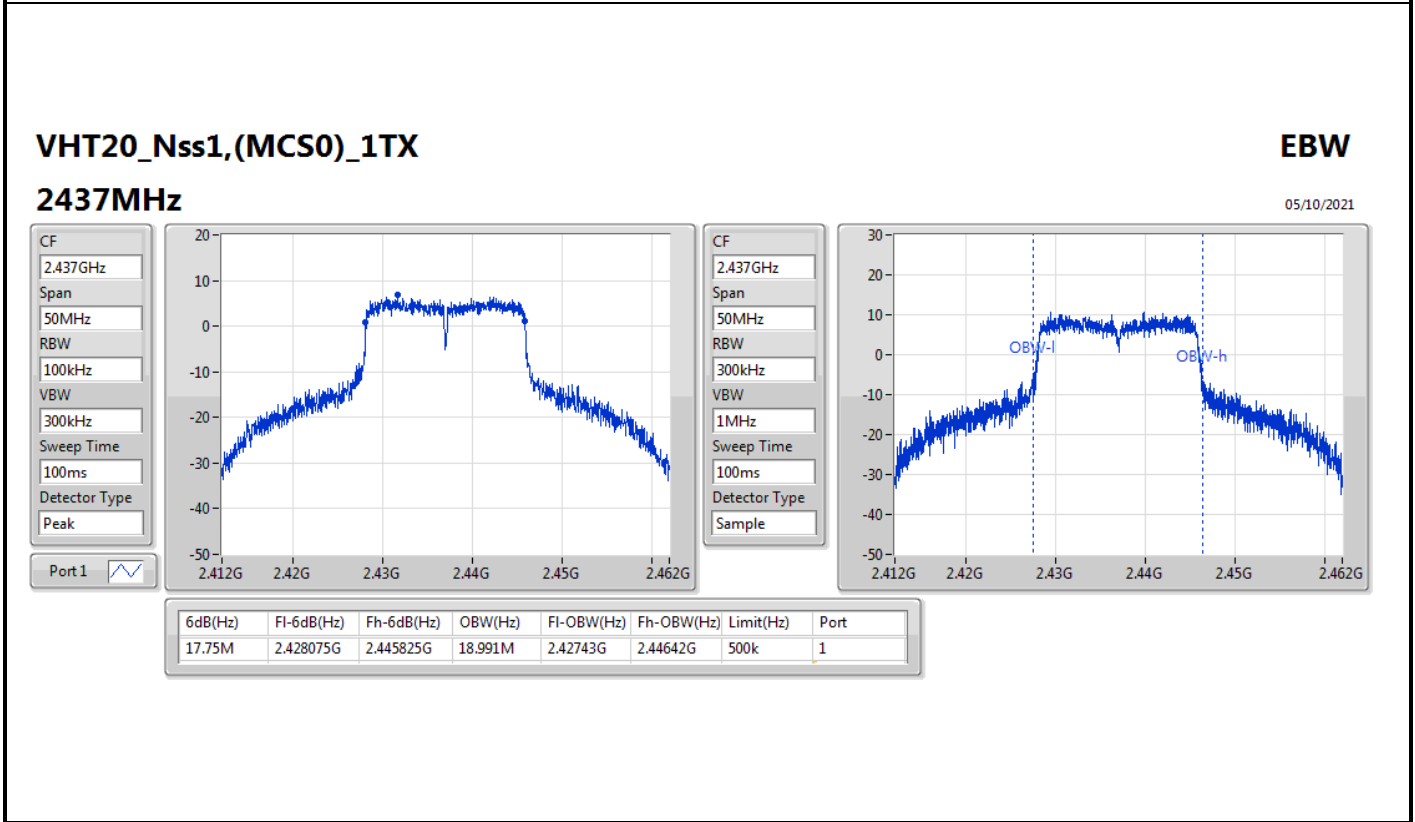 VHT20_Nss1,(MCS0)_1TX
EBW
2437MHz
05/10/2021
CF
2.437GHz
Span
50MHz
RBW
100kHz
VBW
300kHz
Sweep Time
100ms
Detector Type
Peak
Port 1
20
10
0
-10
-20
-30
-40
-50
2.412G 2.42G 2.43G 2.44G 2.45G 2.462G
CF
2.437GHz
Span
50MHz
RBW
300kHz
VBW
1MHz
Sweep Time
100ms
Detector Type
Sample
30
20
10
0
-10
-20
-30
-40
-50
OBW-l
OBW-h
2.412G 2.42G 2.43G 2.44G 2.45G 2.462G
6dB(Hz) Fl-6dB(Hz) Fh-6dB(Hz) OBW(Hz) Fl-OBW(Hz) Fh-OBW(Hz) Limit(Hz) Port
17.75M 2.428075G 2.445825G 18.991M 2.42743G 2.44642G 500k 1